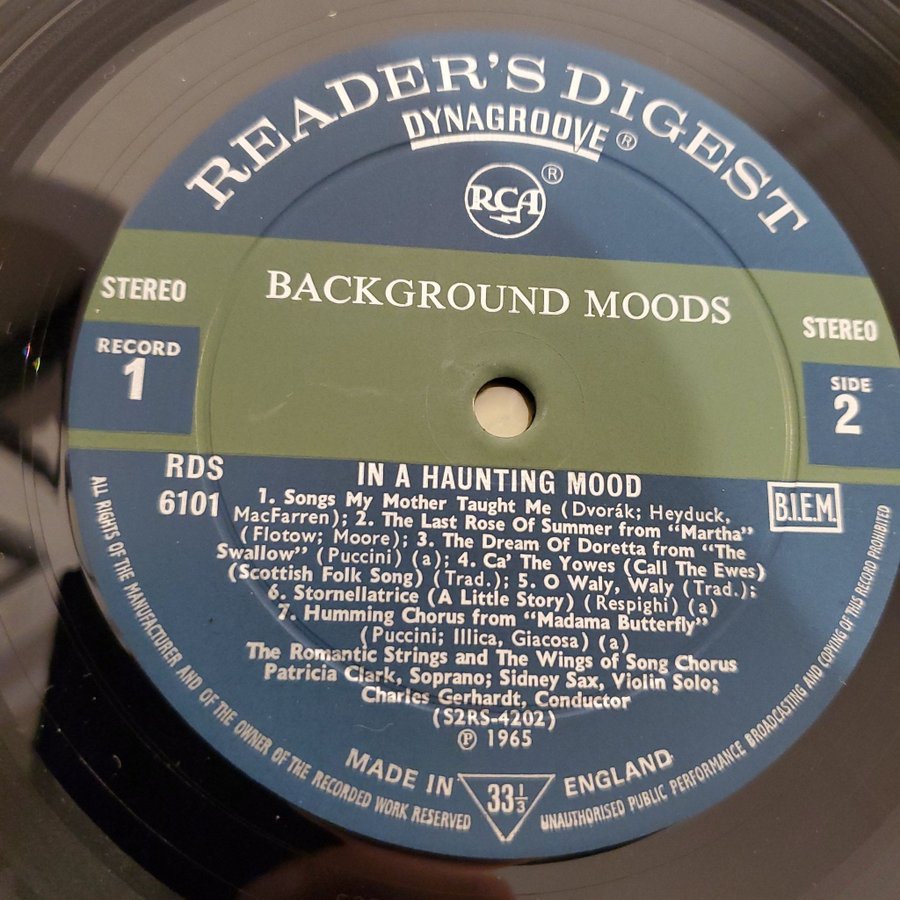 READER'S DIGEST
DYNAGROOVE ®
RCA ®
BACKGROUND MOODS
STEREO
STEREO
RECORD
1
SIDE
2
RDS
6101
B.I.E.M.
IN A HAUNTING MOOD
1. Songs My Mother Taught Me (Dvořák; Heyduck,
MacFarren); 2. The Last Rose Of Summer from "Martha"
(Flotow; Moore); 3. The Dream Of Doretta from "The
Swallow" (Puccini) (a); 4. Ca' The Yowes (Call The Ewes)
(Scottish Folk Song) (Trad.); 5. O Waly, Waly (Trad.);
6. Stornellatrice (A Little Story) (Respighi) (a)
7. Humming Chorus from "Madama Butterfly"
(Puccini; Illica, Giacosa) (a)
The Romantic Strings and The Wings of Song Chorus
Patricia Clark, Soprano; Sidney Sax, Violin Solo;
Charles Gerhardt, Conductor
(S2RS-4202)
℗ 1965
MADE IN ENGLAND
33⅓
ALL RIGHTS OF THE MANUFACTURER AND OF THE OWNER OF THE RECORDED WORK RESERVED
UNAUTHORISED PUBLIC PERFORMANCE BROADCASTING AND COPYING OF THIS RECORD PROHIBITED